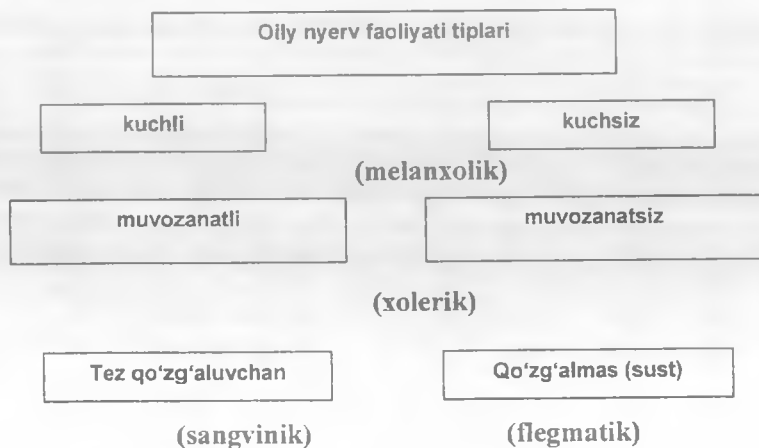 Oily nyerv faoliyati tiplari
kuchli
kuchsiz
(melanxolik)
muvozanatli
muvozanatsiz
(xolerik)
Tez qo‘zg‘aluvchan
Qo‘zg‘almas (sust)
(sangvinik)
(flegmatik)